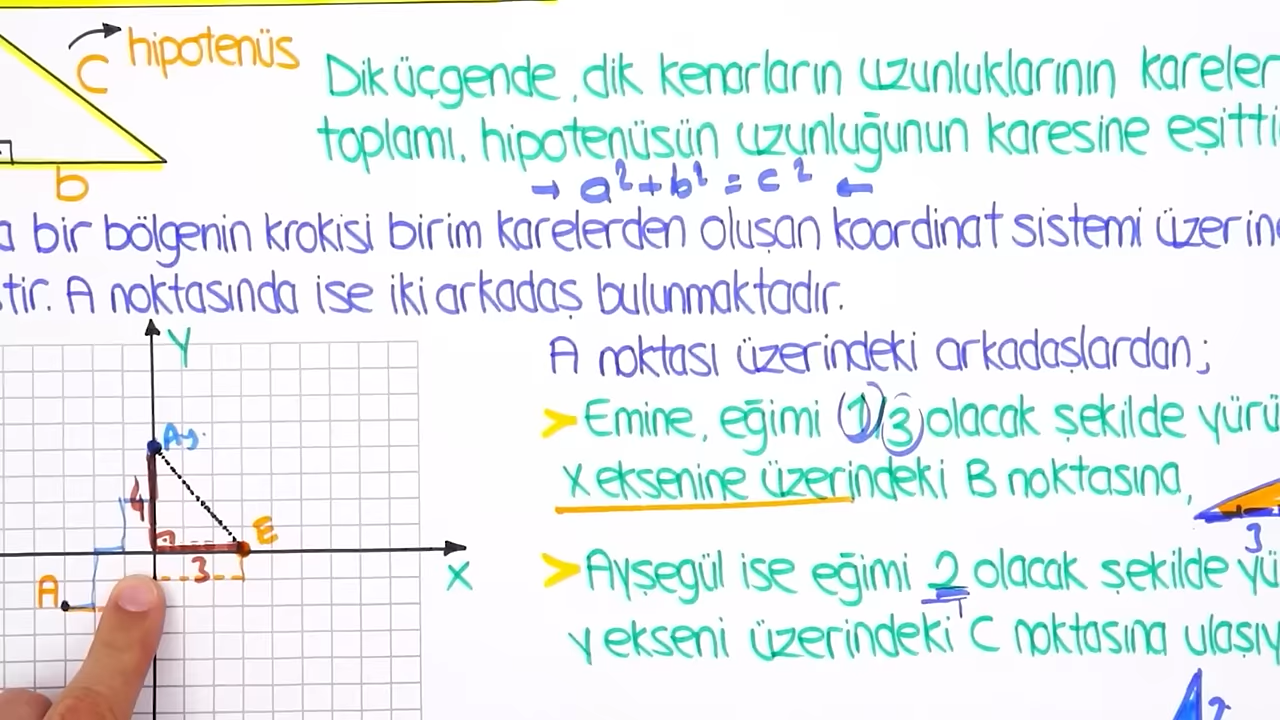 C hipotenüs
b
Dik üçgende, dik kenarların uzunluklarının kareler
toplamı, hipotenüsün uzunluğunun karesine eşitti
→ a² + b² = c² ←
a bir bölgenin krokisi birim karelerden oluşan koordinat sistemi üzerin
tir. A noktasında ise iki arkadaş bulunmaktadır.
Y
Ay.
4
E
3
X
A
A noktası üzerindeki arkadaşlardan;
➤ Emine, eğimi 1/3 olacak şekilde yürü
X eksenine üzerindeki B noktasına,
3
➤ Ayşegül ise eğimi 2 olacak şekilde yü
1
y ekseni üzerindeki C noktasına ulaşıy
2